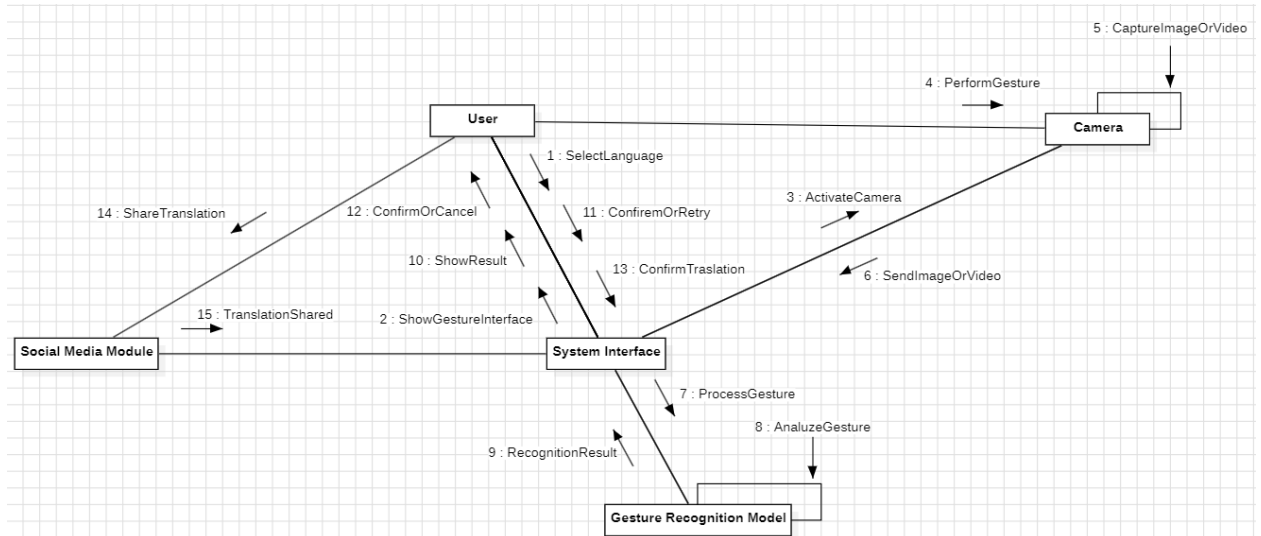 5 : CaptureImageOrVideo
4 : PerformGesture
User
Camera
1 : SelectLanguage
3 : ActivateCamera
14 : ShareTranslation
12 : ConfirmOrCancel
11 : ConfiremOrRetry
10 : ShowResult
13 : ConfirmTraslation
6 : SendImageOrVideo
15 : TranslationShared
2 : ShowGestureInterface
Social Media Module
System Interface
7 : ProcessGesture
8 : AnaluzeGesture
9 : RecognitionResult
Gesture Recognition Model